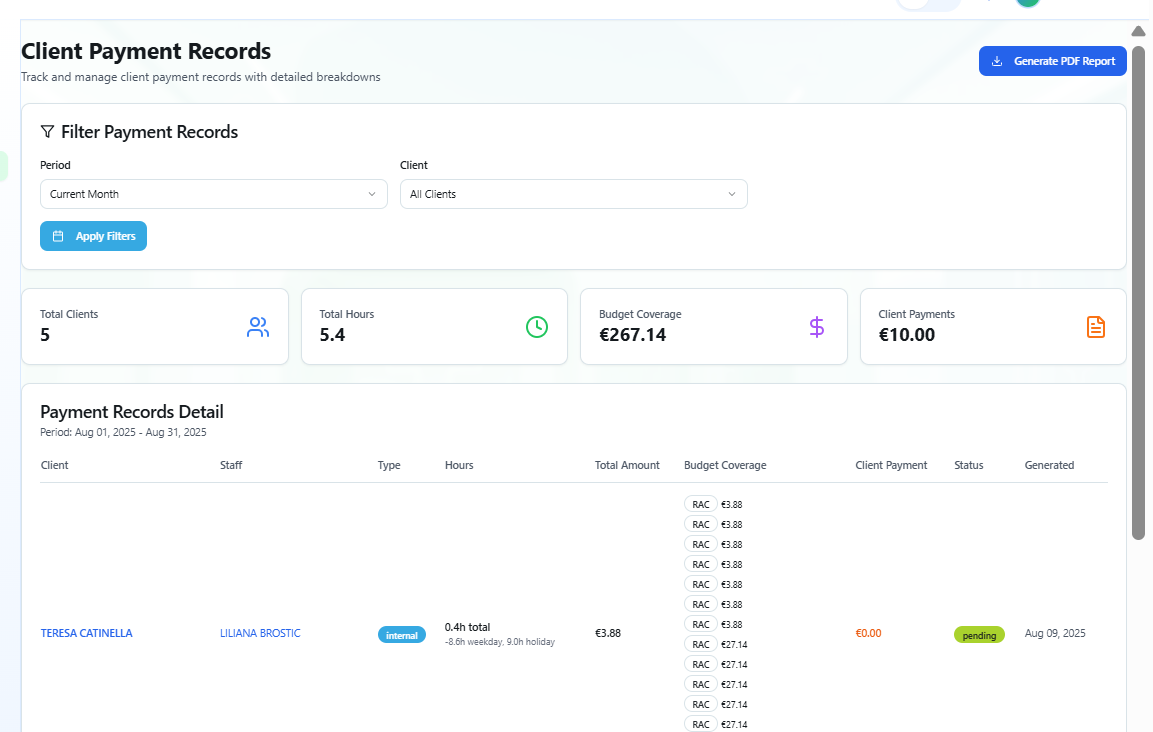 Client Payment Records
Track and manage client payment records with detailed breakdowns
Generate PDF Report
Filter Payment Records
Period
Client
Current Month
All Clients
Apply Filters
Total Clients
5
Total Hours
5.4
Budget Coverage
€267.14
Client Payments
€10.00
Payment Records Detail
Period: Aug 01, 2025 - Aug 31, 2025
Client Staff Type Hours Total Amount Budget Coverage Client Payment Status Generated
RAC €3.88
RAC €3.88
RAC €3.88
RAC €3.88
RAC €3.88
RAC €3.88
RAC €3.88
TERESA CATINELLA LILIANA BROSTIC internal 0.4h total €3.88 €0.00 pending Aug 09, 2025
-8.6h weekday, 9.0h holiday
RAC €27.14
RAC €27.14
RAC €27.14
RAC €27.14
RAC €27.14